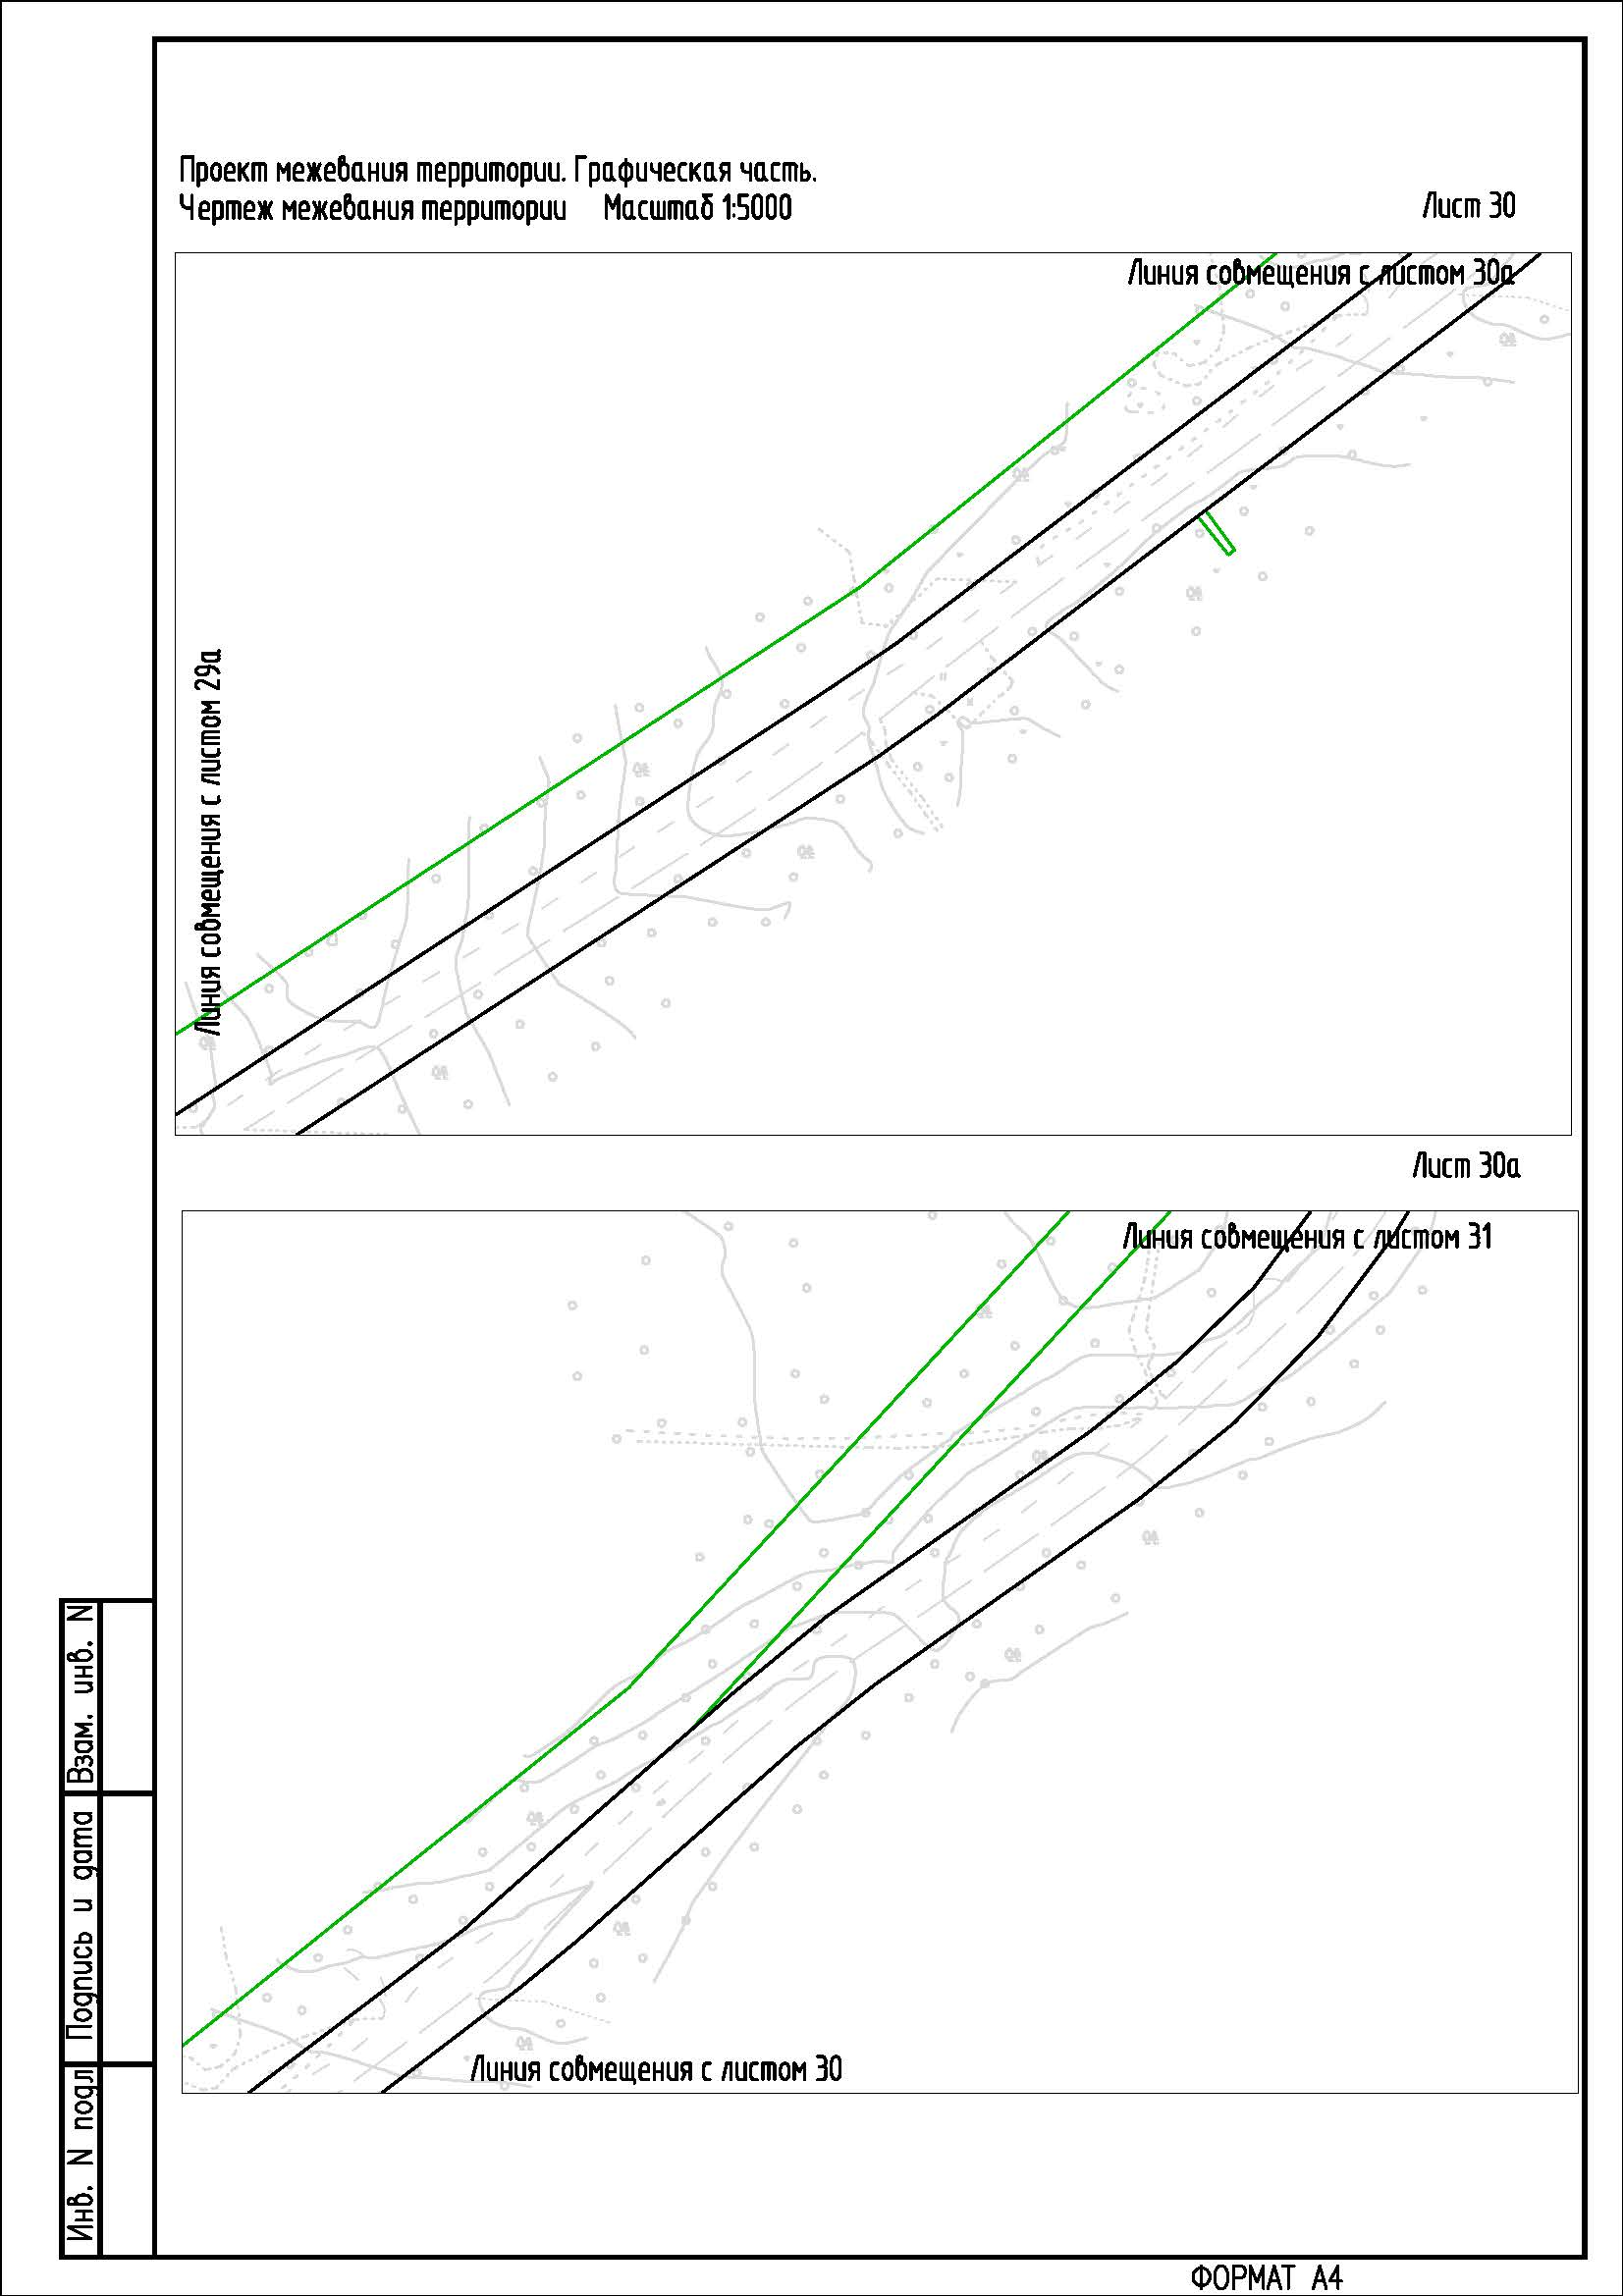 Проект межевания территории. Графическая часть.
Чертеж межевания территории Масштаб 1:5000
Лист 30
Линия совмещения с листом 30а
Линия совмещения с листом 29а
Лист 30а
Линия совмещения с листом 31
Линия совмещения с листом 30
Взам. инв. N
Подпись и дата
Инв. N подл
ФОРМАТ А4